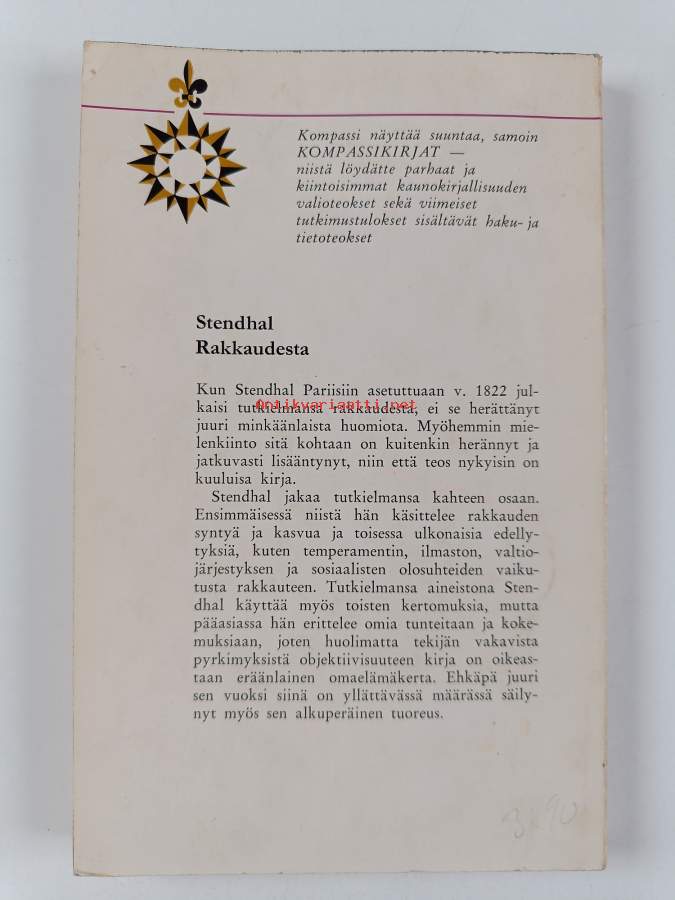 Kompassi näyttää suuntaa, samoin
KOMPASSIKIRJAT —
niistä löydätte parhaat ja
kiintoisimmat kaunokirjallisuuden
valioteokset sekä viimeiset
tutkimustulokset sisältävät haku- ja
tietoteokset
Stendhal
Rakkaudesta
Kun Stendhal Pariisiin asetuttuaan v. 1822 jul-
kaisi tutkielmansa rakkaudesta, ei se herättänyt
Antikvariaatti.net
juuri minkäänlaista huomiota. Myöhemmin mie-
lenkiinto sitä kohtaan on kuitenkin herännyt ja
jatkuvasti lisääntynyt, niin että teos nykyisin on
kuuluisa kirja.
Stendhal jakaa tutkielmansa kahteen osaan.
Ensimmäisessä niistä hän käsittelee rakkauden
syntyä ja kasvua ja toisessa ulkonaisia edelly-
tyksiä, kuten temperamentin, ilmaston, valtio-
järjestyksen ja sosiaalisten olosuhteiden vaiku-
tusta rakkauteen. Tutkielmansa aineistona Sten-
dhal käyttää myös toisten kertomuksia, mutta
pääasiassa hän erittelee omia tunteitaan ja koke-
muksiaan, joten huolimatta tekijän vakavista
pyrkimyksistä objektiivisuuteen kirja on oikeas-
taan eräänlainen omaelämäkerta. Ehkäpä juuri
sen vuoksi siinä on yllättävässä määrässä säily-
nyt myös sen alkuperäinen tuoreus.